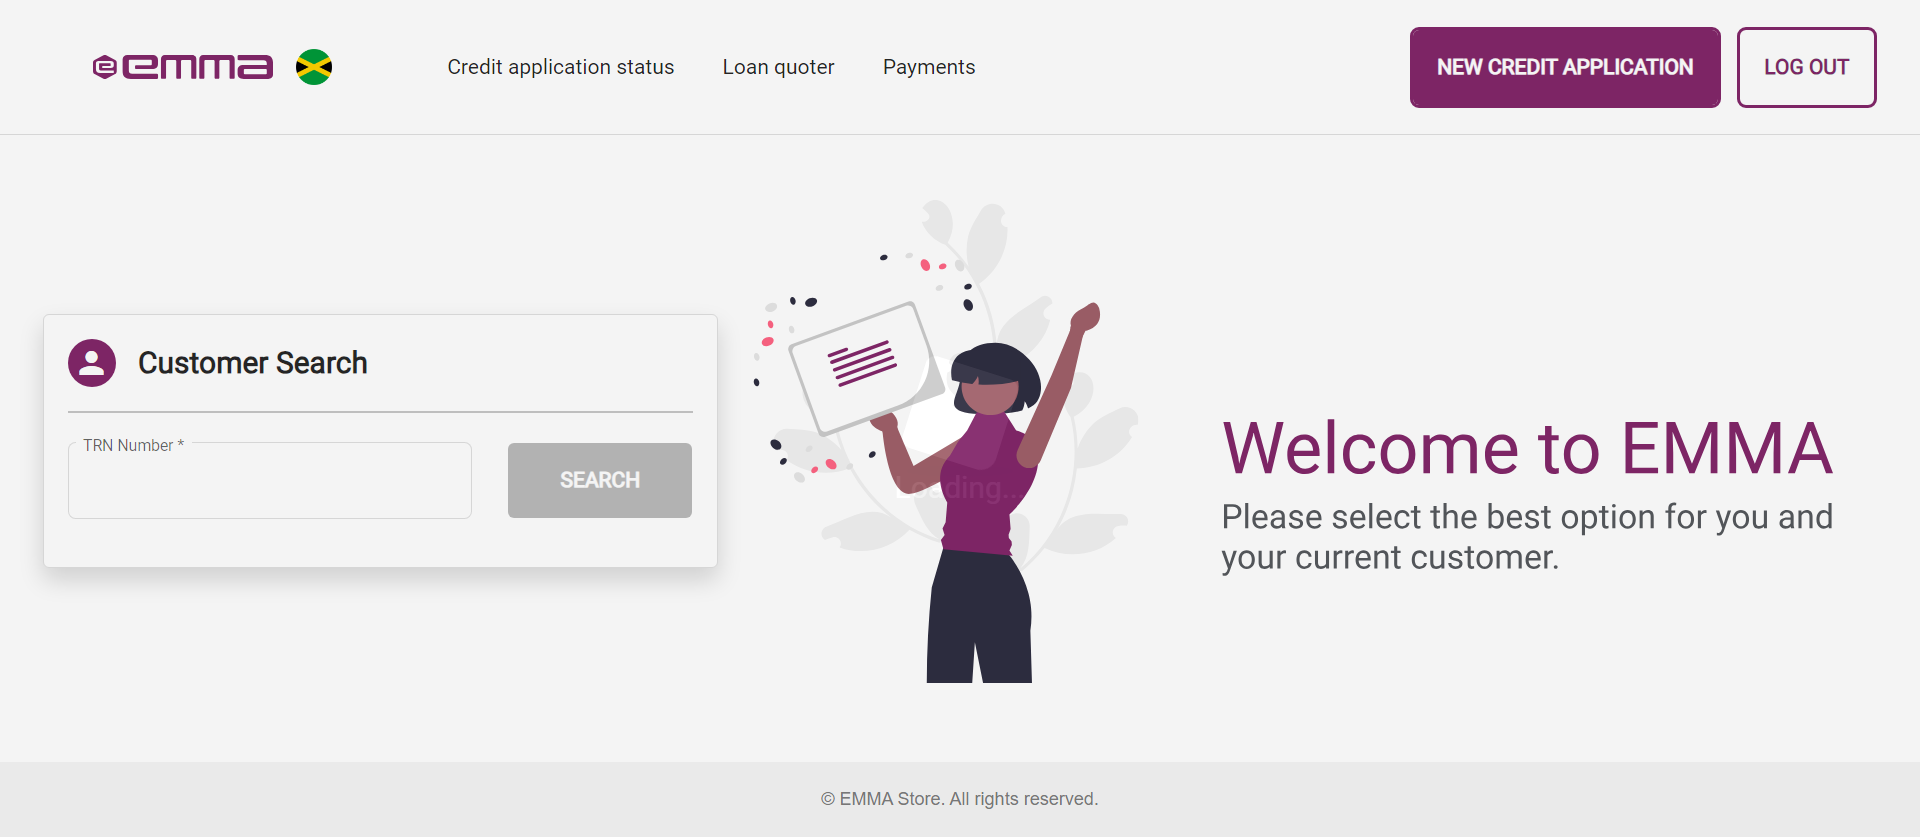 emma
Credit application status
Loan quoter
Payments
NEW CREDIT APPLICATION
LOG OUT
Customer Search
TRN Number *
SEARCH
Loading...
Welcome to EMMA
Please select the best option for you and
your current customer.
© EMMA Store. All rights reserved.